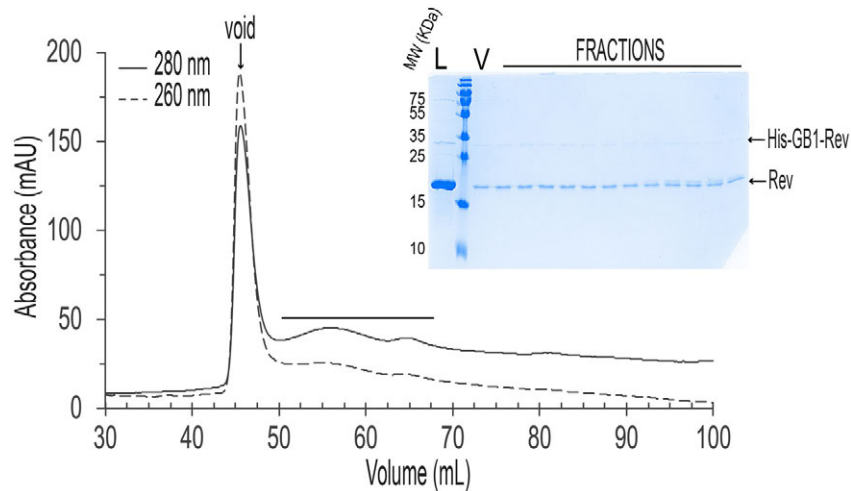 void
200
150
100
50
0
Absorbance (mAU)
280 nm
260 nm
30
40
50
60
70
80
90
100
Volume (mL)
MW (KDa)
L
V
FRACTIONS
75
55
35
25
15
10
His-GB1-Rev
Rev